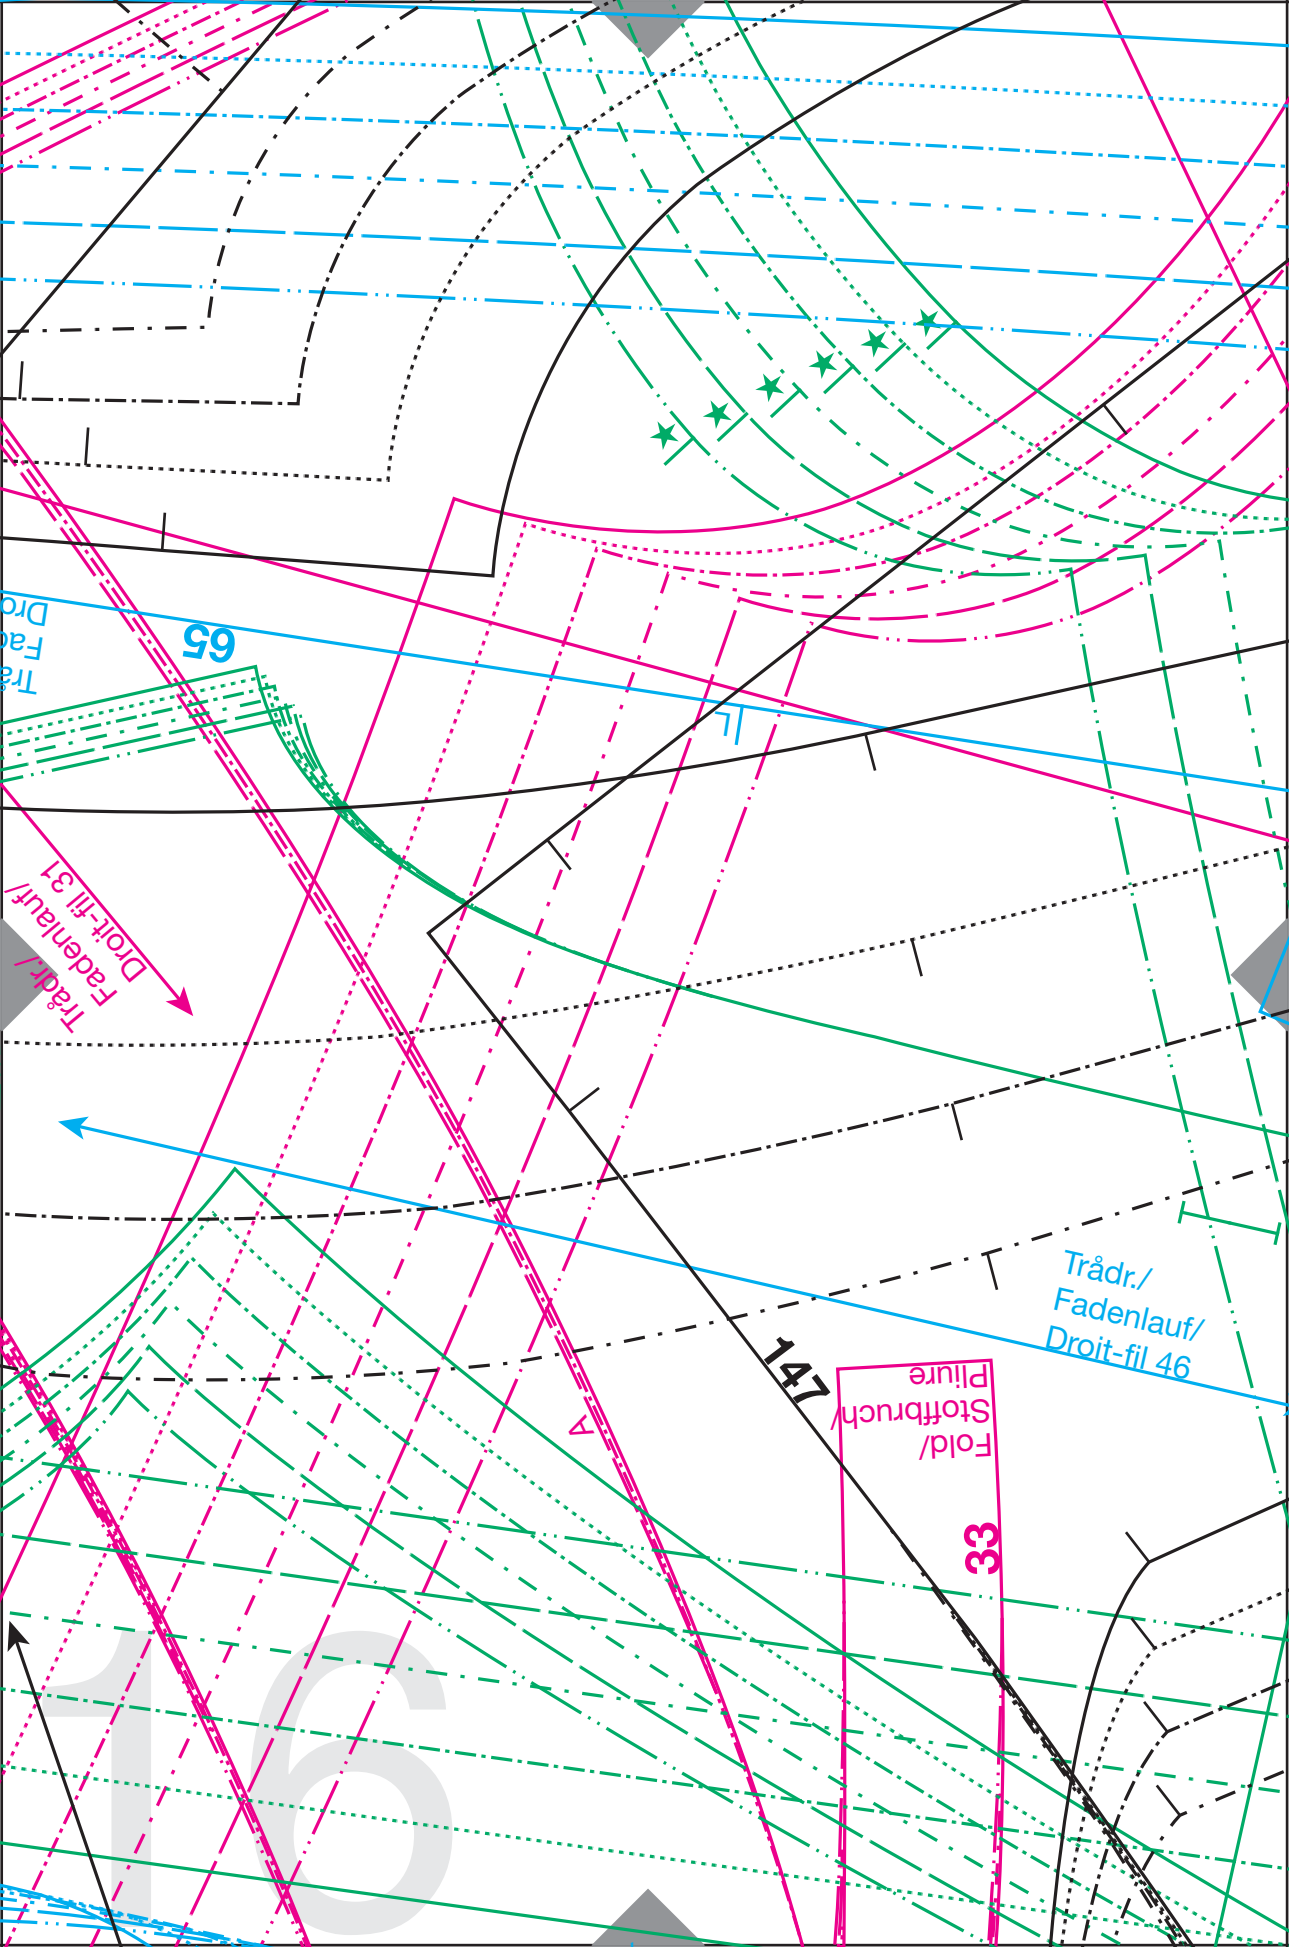 65
Trådr./
Fadenlauf/
Droit-fil 31
Trådr./
Fadenlauf/
Droit-fil 46
147
Fold/
Stoffbruch/
Pliure
A
33
16